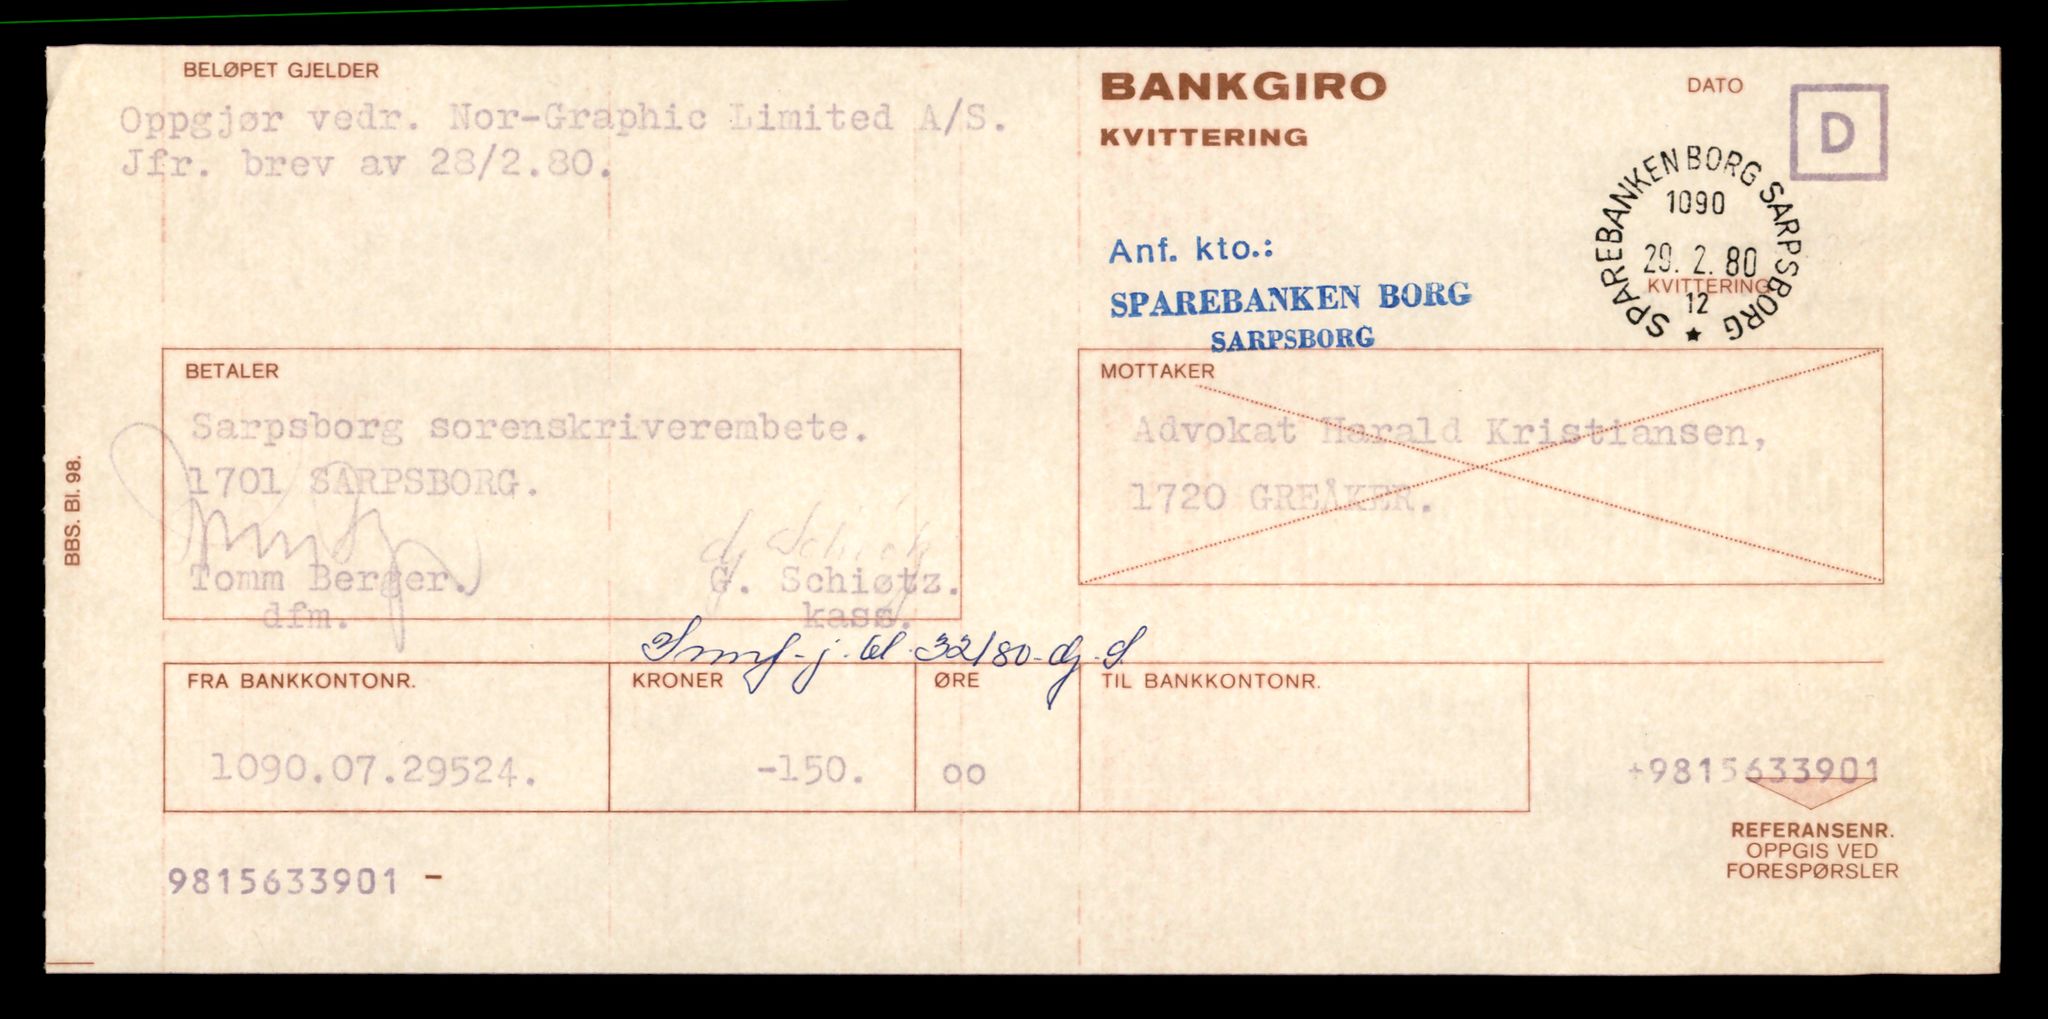 BELØPET GJELDER
Oppgjør vedr. Nor-Graphic Limited A/S.
Jfr. brev av 28/2.80.
BANKGIRO
KVITTERING
DATO
D
SPAREBANKEN BORG SARPSBORG
1090
29. 2. 80
KVITTERING
12
Anf. kto.:
SPAREBANKEN BORG
SARPSBORG
BETALER
Sarpsborg sorenskriverembete.
1701 SARPSBORG.
Tomm Berger.
dfm.
G. Schiøtz
G. Schiøtz.
kass.
MOTTAKER
Advokat Harald Kristiansen,
1720 GREÅKER.
BBS. Bl. 98.
32/80
FRA BANKKONTONR.
1090.07.29524.
KRONER
-150.
ØRE
oo
TIL BANKKONTONR.
+9815633901
REFERANSENR.
OPPGIS VED
FORESPØRSLER
9815633901 -